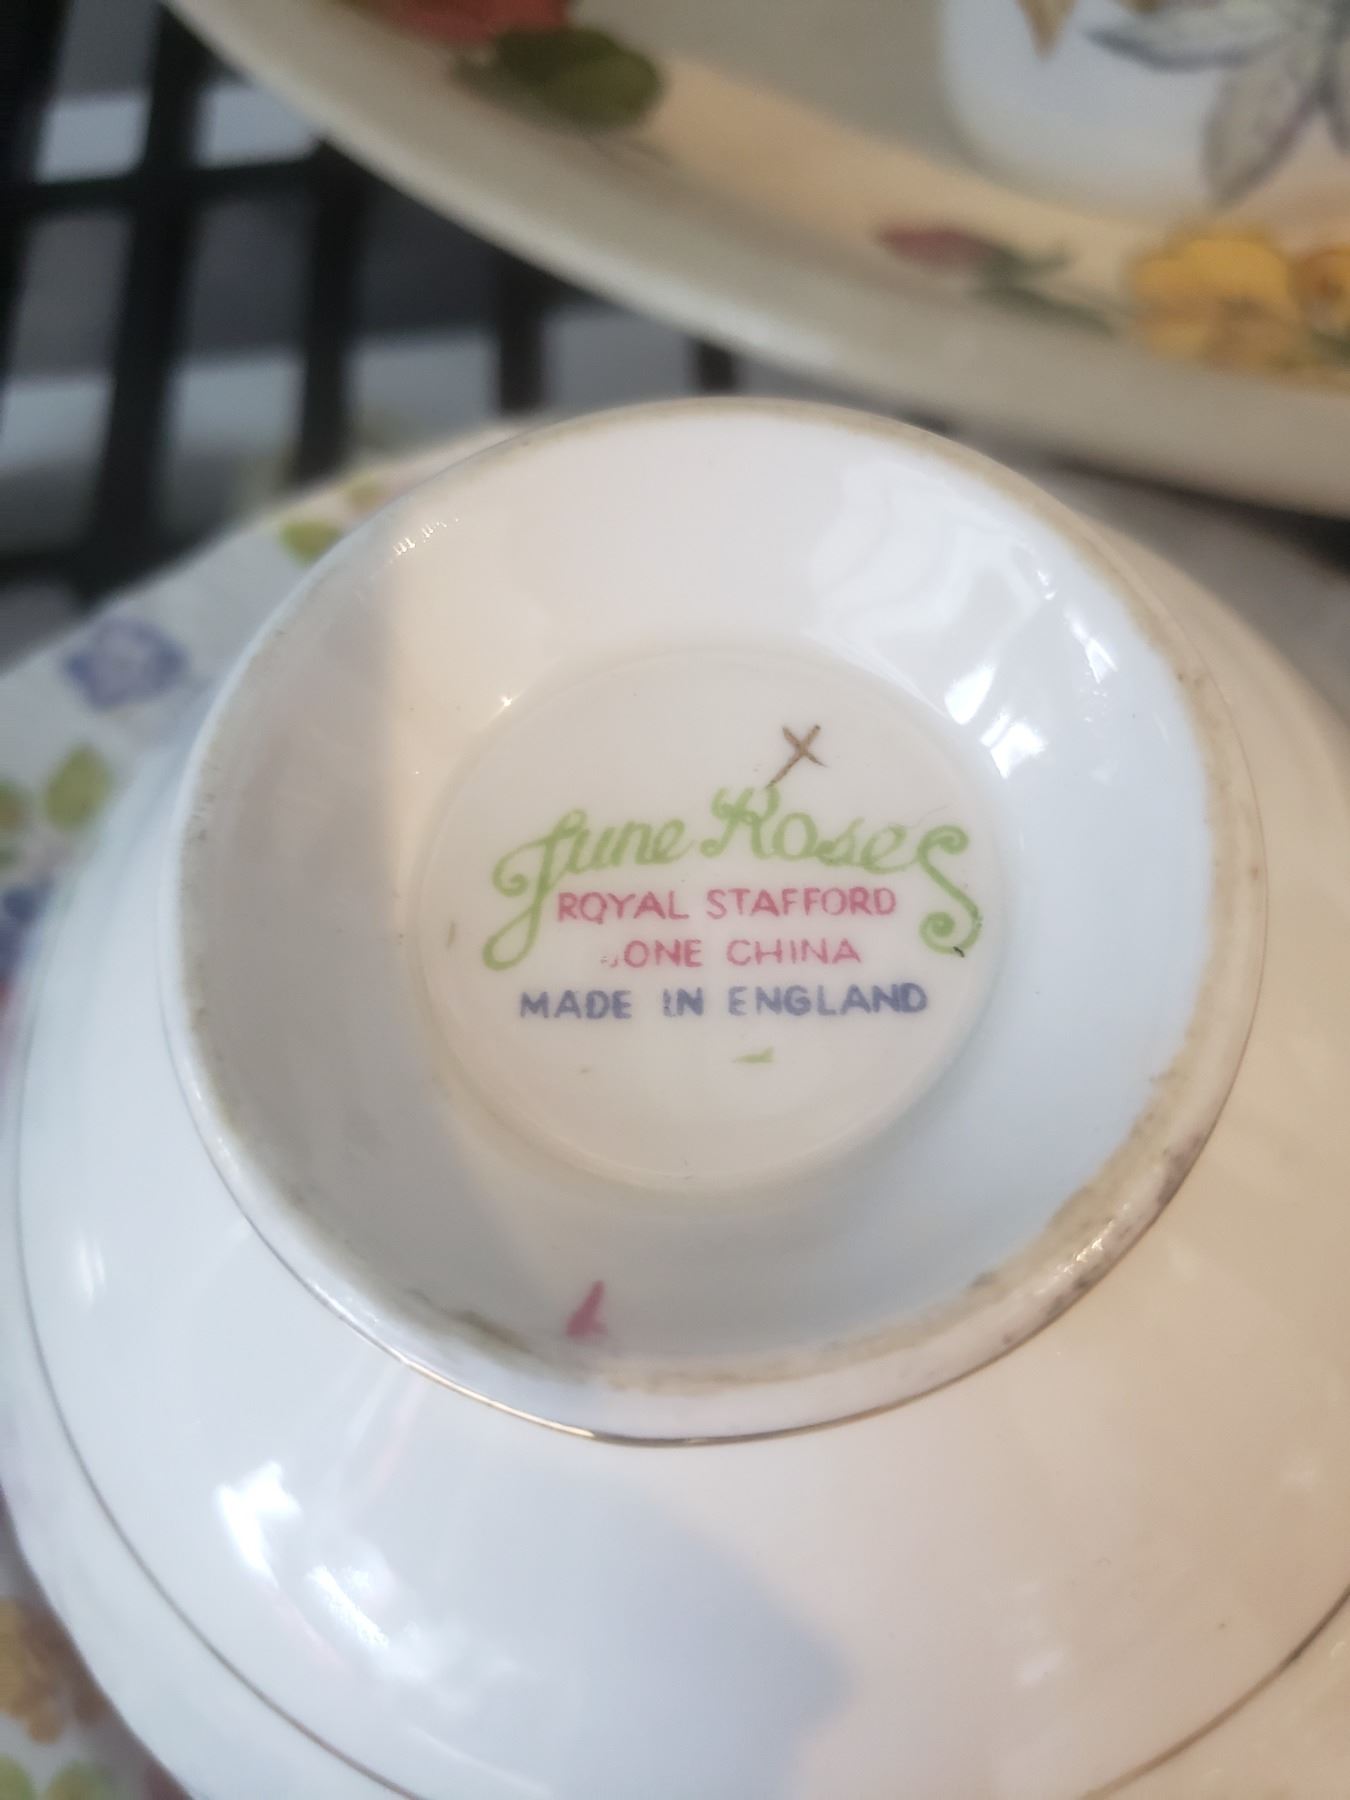 June Roses
ROYAL STAFFORD
ONE CHINA
MADE IN ENGLAND